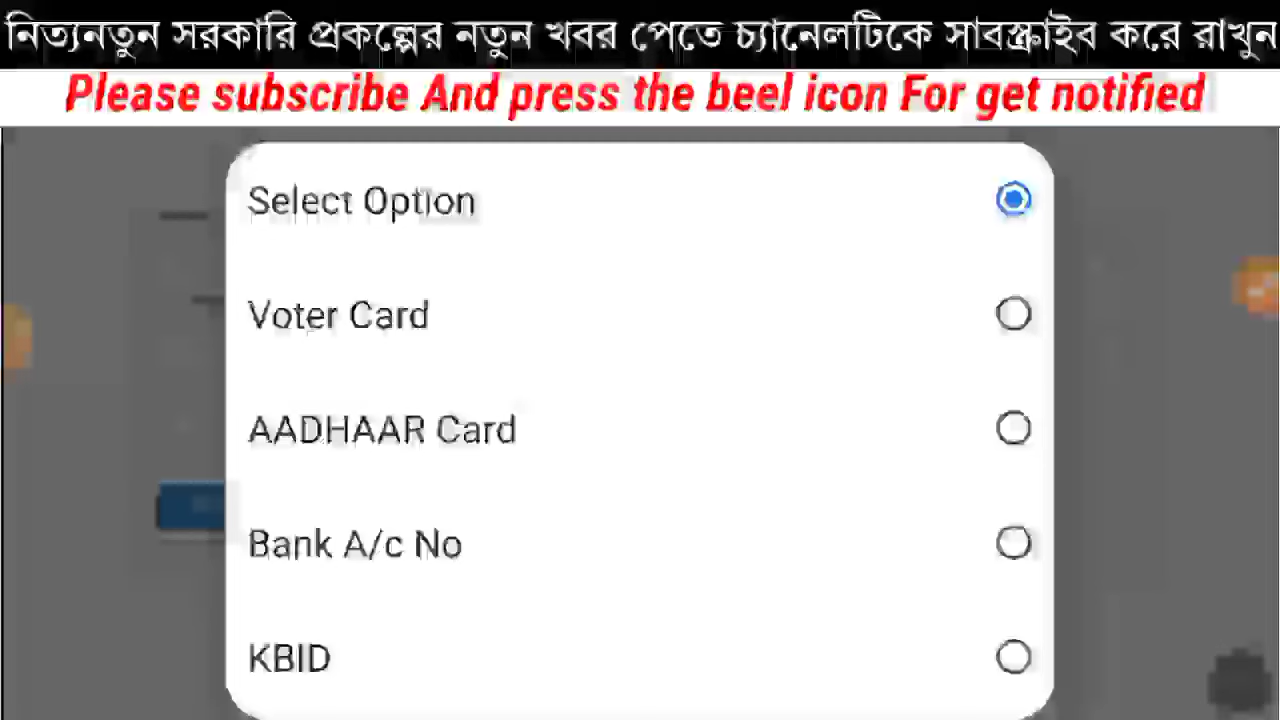 নিত্যনতুন সরকারি প্রকল্পের নতুন খবর পেতে চ্যানেলটিকে সাবস্ক্রাইব করে রাখুন
Please subscribe And press the beel icon For get notified
Select Option
Voter Card
AADHAAR Card
Bank A/c No
KBID